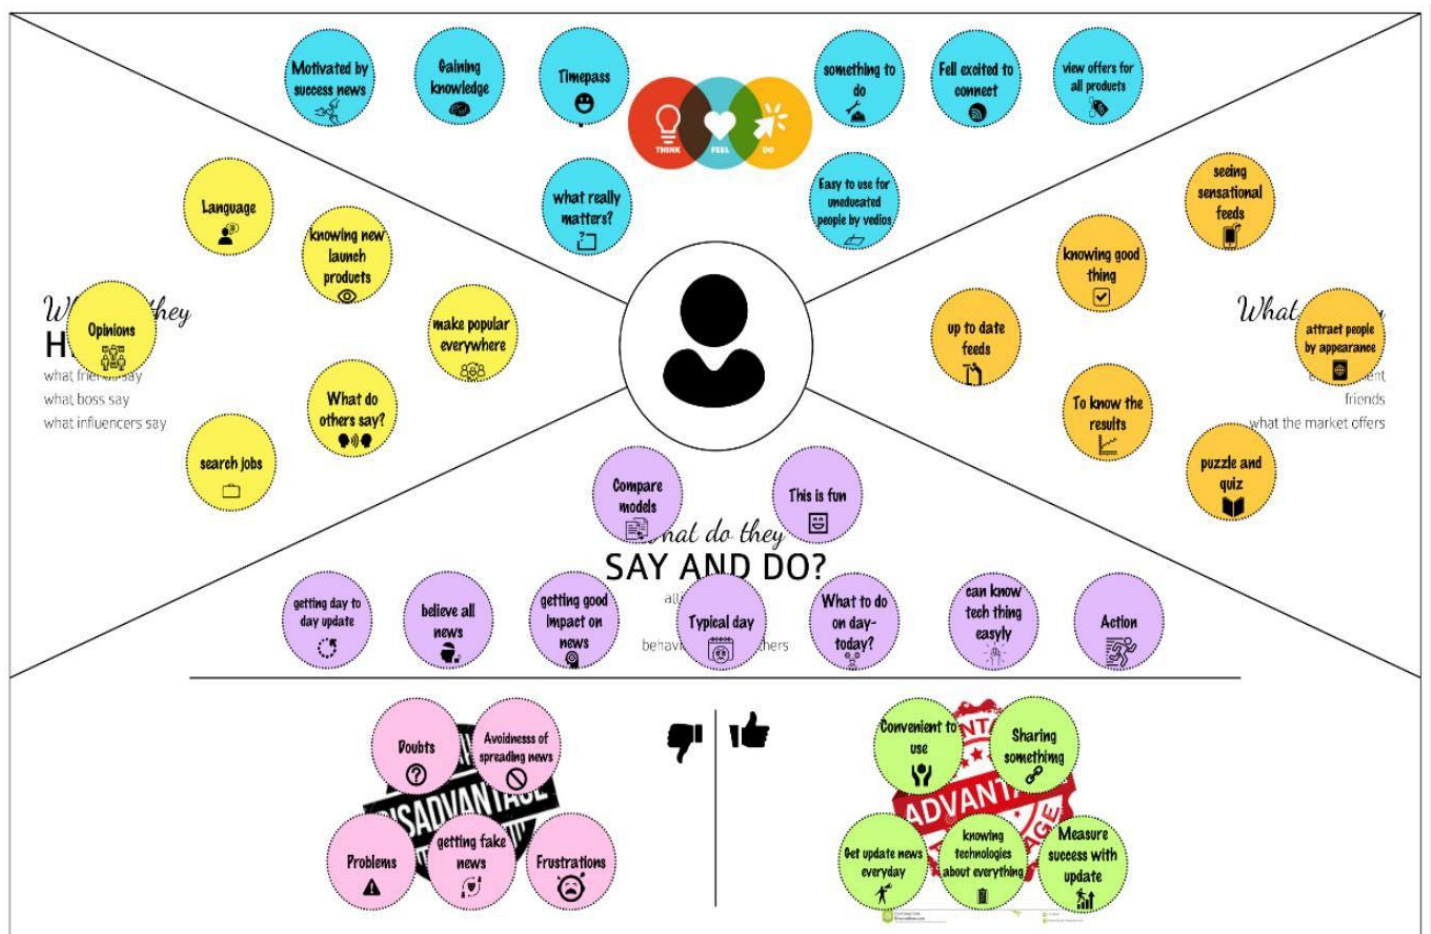 Motivated by
success news
Gaining
knowledge
Timepass
THINK
FEEL
DO
something to
do
Fell excited to
connect
view offers for
all products
what really
matters?
Easy to use for
uneducated
people by vedios
Language
knowing new
launch
products
they
H
Opinions
what friends say
what boss say
what influencers say
make popular
everywhere
What do
others say?
search jobs
seeing
sensational
feeds
knowing good
thing
up to date
feeds
What
attract people
by appearance
friends
what the market offers
To know the
results
puzzle and
quiz
Compare
models
This is fun
do they
SAY AND DO?
getting day to
day update
believe all
news
getting good
Impact on
news
Typical day
What to do
on day-
today?
can know
tech thing
easyly
Action
Doubts
Avoidnesss of
spreading news
Problems
getting fake
news
Frustrations
Convenient to
use
Sharing
something
ADVANTA
Get update news
everyday
knowing
technologies
about everything
Measure
success with
update